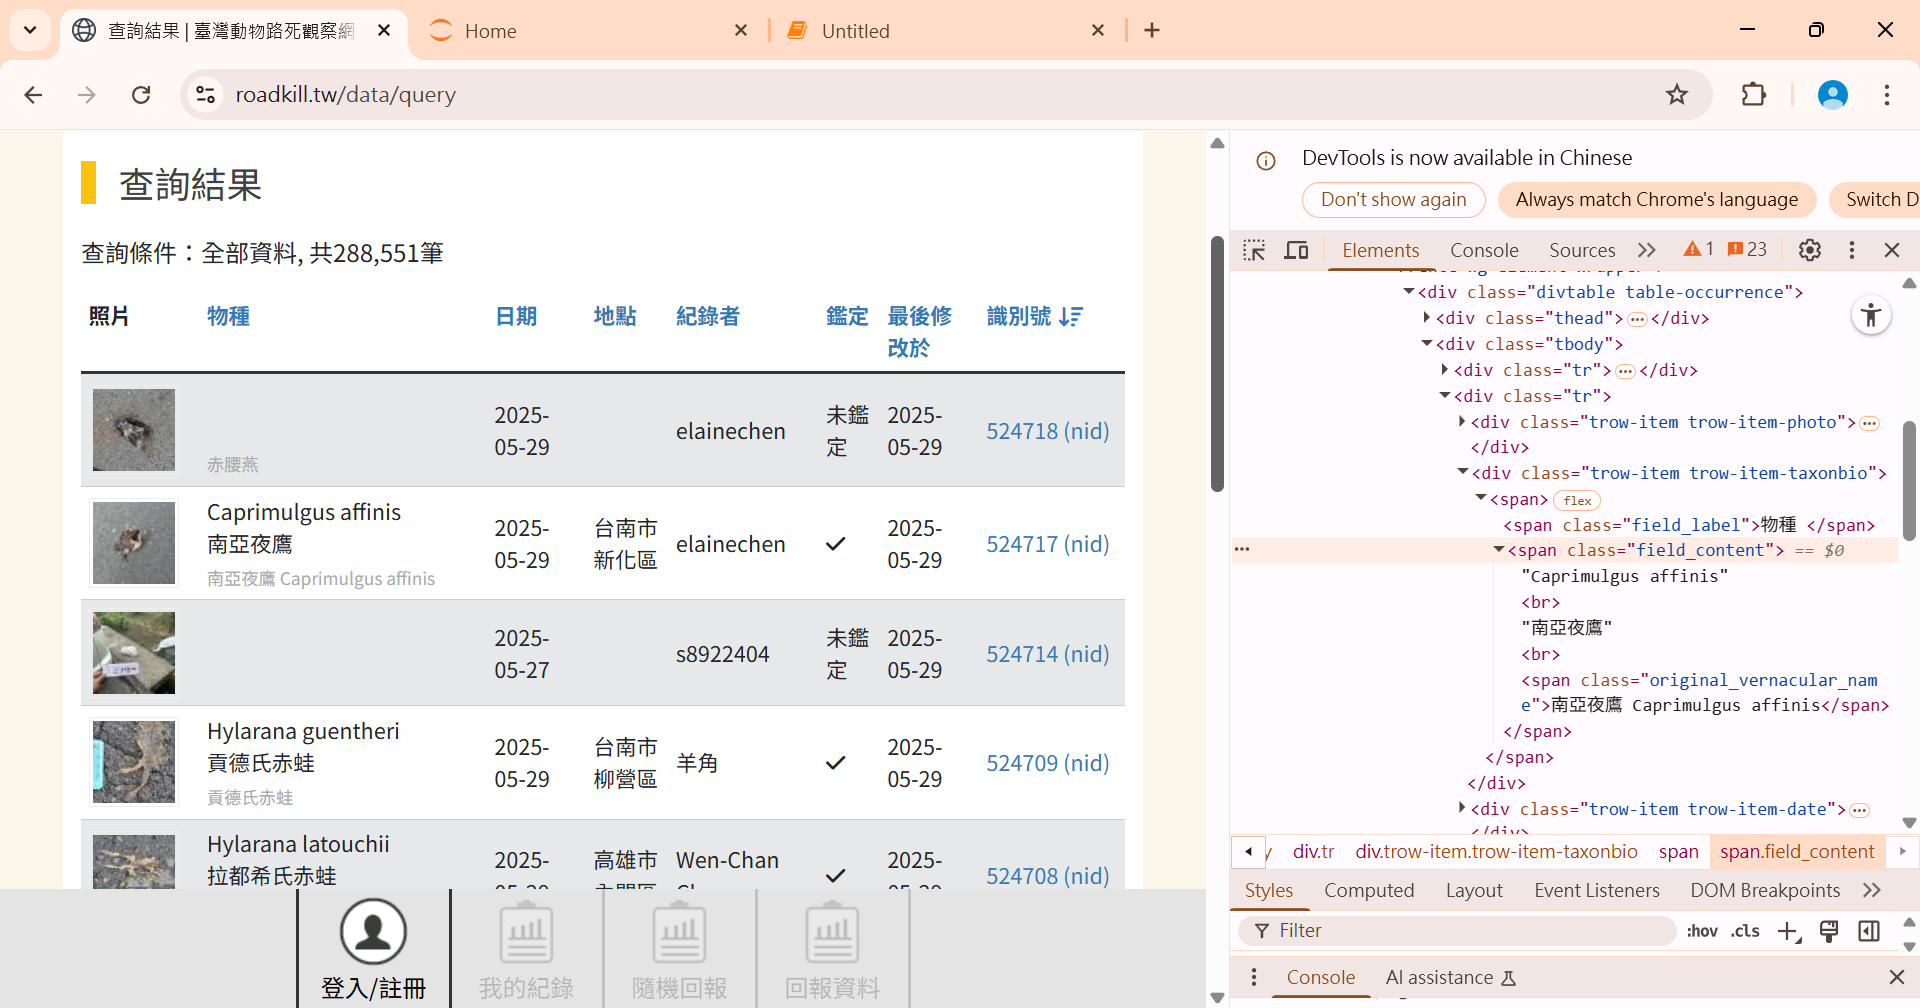 查詢結果 | 臺灣動物路死觀察網
Home
Untitled
roadkill.tw/data/query
查詢結果
查詢條件：全部資料, 共288,551筆
照片 物種 日期 地點 紀錄者 鑑定 最後修改於 識別號
赤腰燕
2025-05-29
elainechen
未鑑定
2025-05-29
524718 (nid)
Caprimulgus affinis
南亞夜鷹
南亞夜鷹 Caprimulgus affinis
2025-05-29
台南市新化區
elainechen
2025-05-29
524717 (nid)
2025-05-27
s8922404
未鑑定
2025-05-29
524714 (nid)
Hylarana guentheri
貢德氏赤蛙
貢德氏赤蛙
2025-05-29
台南市柳營區
羊角
2025-05-29
524709 (nid)
Hylarana latouchii
拉都希氏赤蛙
2025-
高雄市
Wen-Chan
2025-
524708 (nid)
登入/註冊
我的紀錄
隨機回報
回報資料
DevTools is now available in Chinese
Don't show again
Always match Chrome's language
Switch D
Elements Console Sources 1 23
<div class="divtable table-occurrence">
<div class="thead"> </div>
<div class="tbody">
<div class="tr"> </div>
<div class="tr">
<div class="trow-item trow-item-photo">
</div>
<div class="trow-item trow-item-taxonbio">
<span> flex
<span class="field_label">物種 </span>
<span class="field_content"> == $0
"Caprimulgus affinis"
<br>
"南亞夜鷹"
<br>
<span class="original_vernacular_nam
e">南亞夜鷹 Caprimulgus affinis</span>
</span>
</span>
</div>
<div class="trow-item trow-item-date">
</div>
y div.tr div.trow-item.trow-item-taxonbio span span.field_content
Styles Computed Layout Event Listeners DOM Breakpoints
Filter
:hov .cls
Console AI assistance